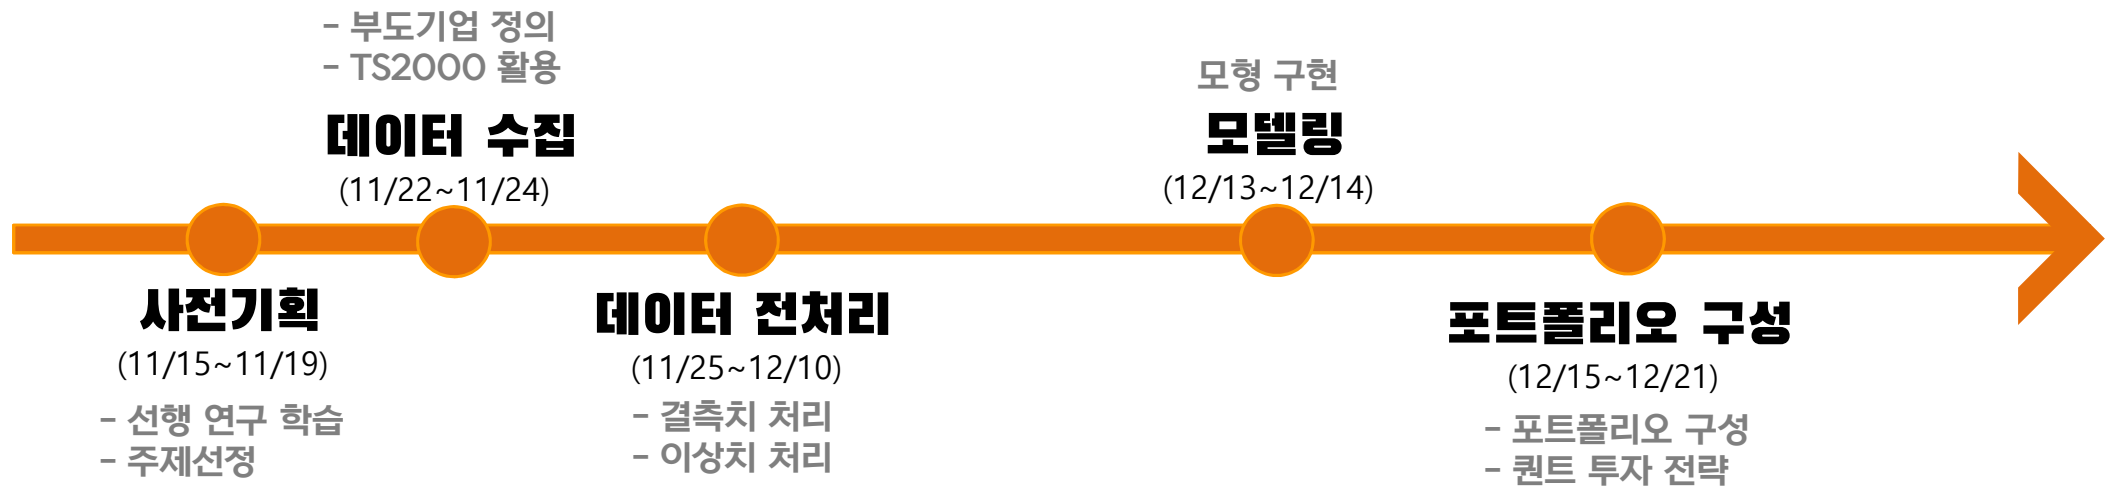 - 부도기업 정의
- TS2000 활용
데이터 수집
(11/22~11/24)
모형 구현
모델링
(12/13~12/14)
사전기획
(11/15~11/19)
- 선행 연구 학습
- 주제선정
데이터 전처리
(11/25~12/10)
- 결측치 처리
- 이상치 처리
포트폴리오 구성
(12/15~12/21)
- 포트폴리오 구성
- 퀀트 투자 전략